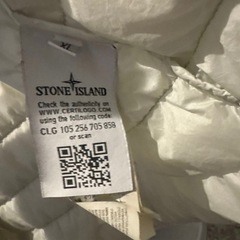 STONE ISLAND
Check the authenticity on
WWW.CERTILOGO.COM
using the following code:
CLG 105 256 705 858
or scan